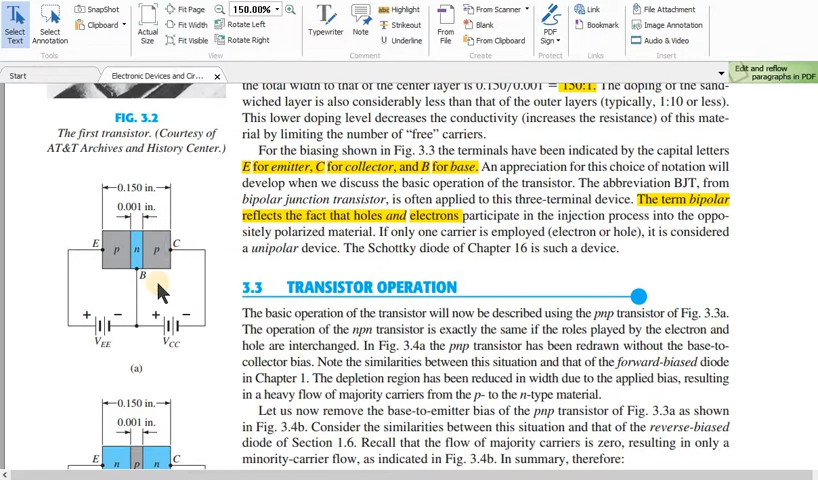 SnapShot
Clipboard
Select Text
Select Annotation
Tools
Actual Size
Fit Page
Fit Width
Fit Visible
150.00%
Rotate Left
Rotate Right
View
Typewriter
Note
Highlight
Strikeout
Underline
Comment
From File
From Scanner
Blank
From Clipboard
Create
PDF Sign
Protect
Link
Bookmark
Links
File Attachment
Image Annotation
Audio & Video
Insert
Start
Electronic Devices and Cir...
Edit and reflow
paragraphs in PDF
FIG. 3.2
The first transistor. (Courtesy of
AT&T Archives and History Center.)
0.150 in.
0.001 in.
E
p
n
p
C
B
+
–
+
–
VEE
VCC
(a)
0.150 in.
0.001 in.
E
n
p
n
C
the total width to that of the center layer is 0.150/0.001 = 150:1. The doping of the sand-
wiched layer is also considerably less than that of the outer layers (typically, 1:10 or less).
This lower doping level decreases the conductivity (increases the resistance) of this mate-
rial by limiting the number of “free” carriers.
For the biasing shown in Fig. 3.3 the terminals have been indicated by the capital letters
E for emitter, C for collector, and B for base. An appreciation for this choice of notation will
develop when we discuss the basic operation of the transistor. The abbreviation BJT, from
bipolar junction transistor, is often applied to this three-terminal device. The term bipolar
reflects the fact that holes and electrons participate in the injection process into the oppo-
sitely polarized material. If only one carrier is employed (electron or hole), it is considered
a unipolar device. The Schottky diode of Chapter 16 is such a device.
3.3 TRANSISTOR OPERATION
The basic operation of the transistor will now be described using the pnp transistor of Fig. 3.3a.
The operation of the npn transistor is exactly the same if the roles played by the electron and
hole are interchanged. In Fig. 3.4a the pnp transistor has been redrawn without the base-to-
collector bias. Note the similarities between this situation and that of the forward-biased diode
in Chapter 1. The depletion region has been reduced in width due to the applied bias, resulting
in a heavy flow of majority carriers from the p- to the n-type material.
Let us now remove the base-to-emitter bias of the pnp transistor of Fig. 3.3a as shown
in Fig. 3.4b. Consider the similarities between this situation and that of the reverse-biased
diode of Section 1.6. Recall that the flow of majority carriers is zero, resulting in only a
minority-carrier flow, as indicated in Fig. 3.4b. In summary, therefore: